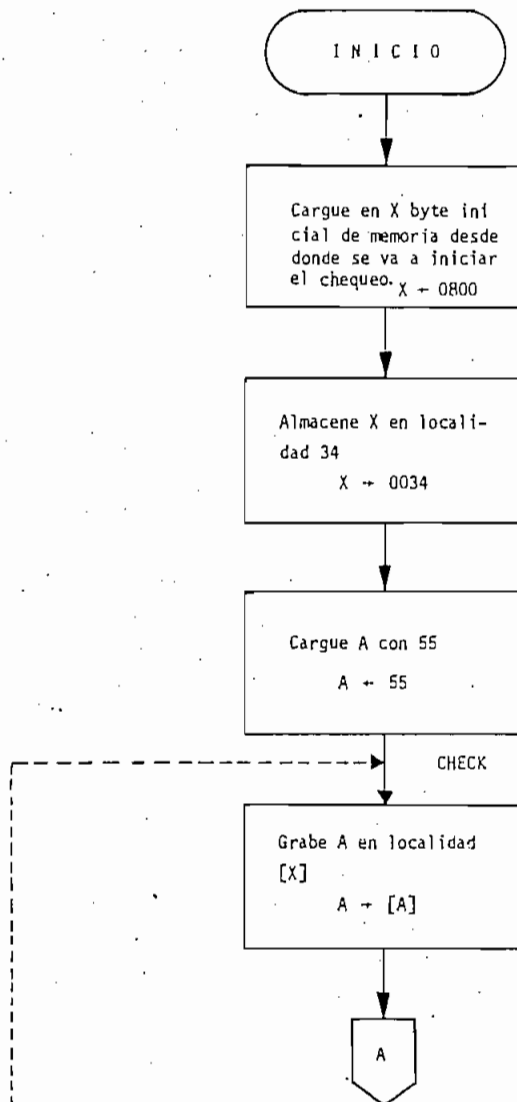 I N I C I O
Cargue en X byte ini
cial de memoria desde
donde se va a iniciar
el chequeo. X ← 0800
Almacene X en locali-
dad 34
X → 0034
Cargue A con 55
A ← 55
CHECK
Grabe A en localidad
[X]
A → [A]
A